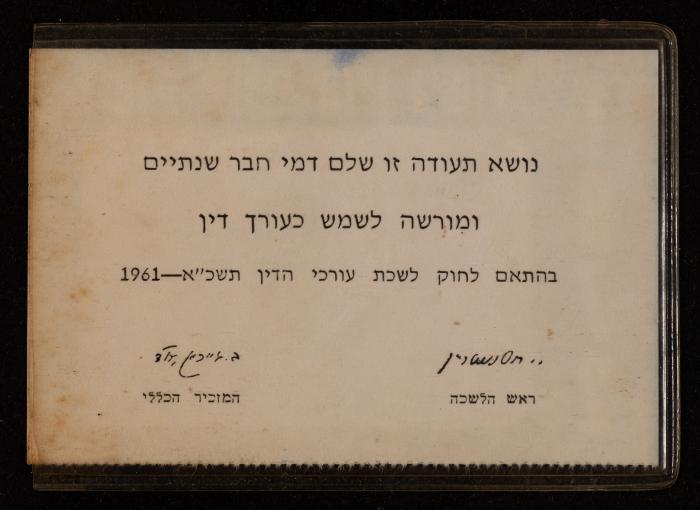 נושא תעודה זו שלם דמי חבר שנתיים
ומורשה לשמש כעורך דין
בהתאם לחוק לשכת עורכי הדין תשכ"א—1961
ראש הלשכה
המזכיר הכללי